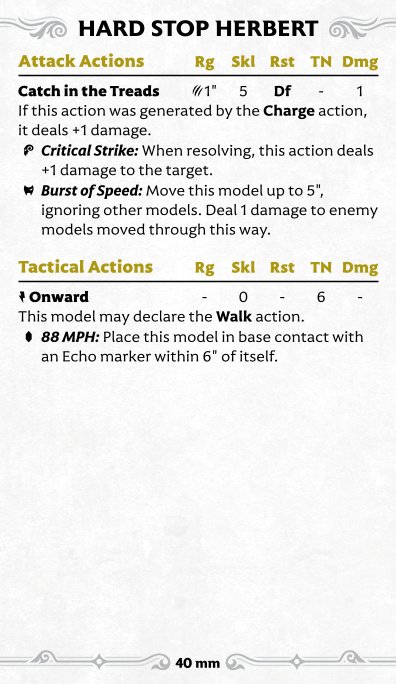 HARD STOP HERBERT
Attack Actions Rg Skl Rst TN Dmg
Catch in the Treads 1" 5 Df - 1
If this action was generated by the Charge action,
it deals +1 damage.
Critical Strike: When resolving, this action deals
+1 damage to the target.
Burst of Speed: Move this model up to 5",
ignoring other models. Deal 1 damage to enemy
models moved through this way.
Tactical Actions Rg Skl Rst TN Dmg
Onward - 0 - 6 -
This model may declare the Walk action.
88 MPH: Place this model in base contact with
an Echo marker within 6" of itself.
40 mm